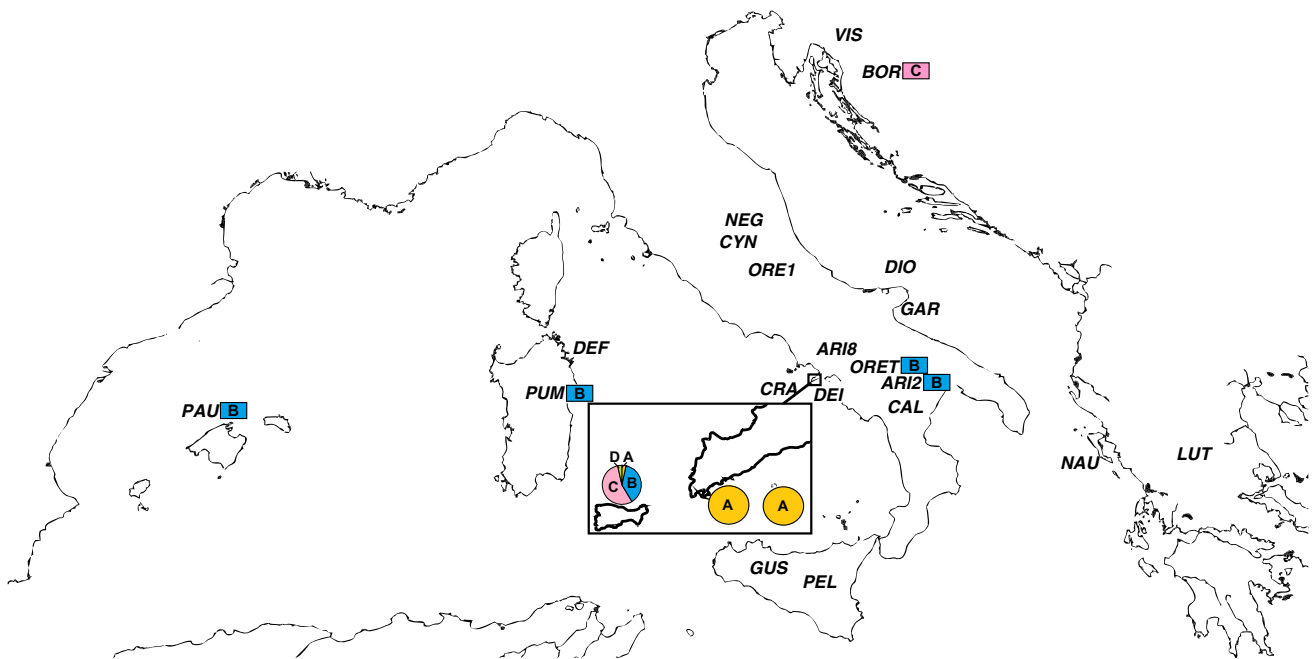 VIS
BOR C
NEG
CYN
ORE1
DIO
GAR
DEF
ARI8
ORET B
ARI2 B
PUM B
CRA
DEI
CAL
PAU B
D A
C B
A A
NAU
LUT
GUS
PEL